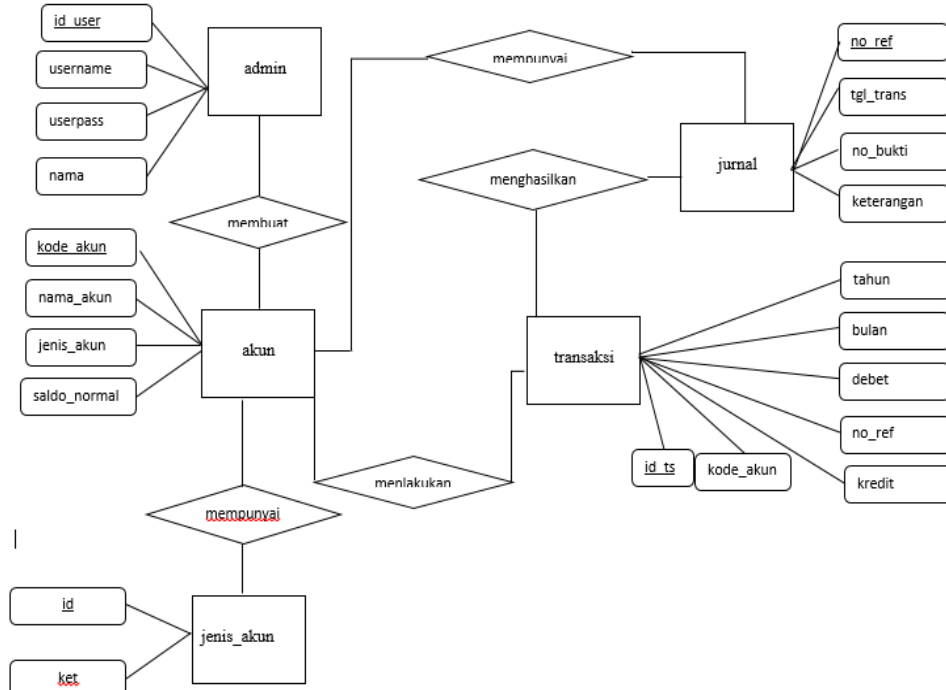 id_user
username
userpass
nama
admin
mempunyai
no_ref
tgl_trans
no_bukti
keterangan
jurnal
menghasilkan
membuat
kode_akun
nama_akun
jenis_akun
saldo_normal
akun
transaksi
tahun
bulan
debet
no_ref
kredit
id_ts
kode_akun
menlakukan
mempunyai
id
ket
jenis_akun